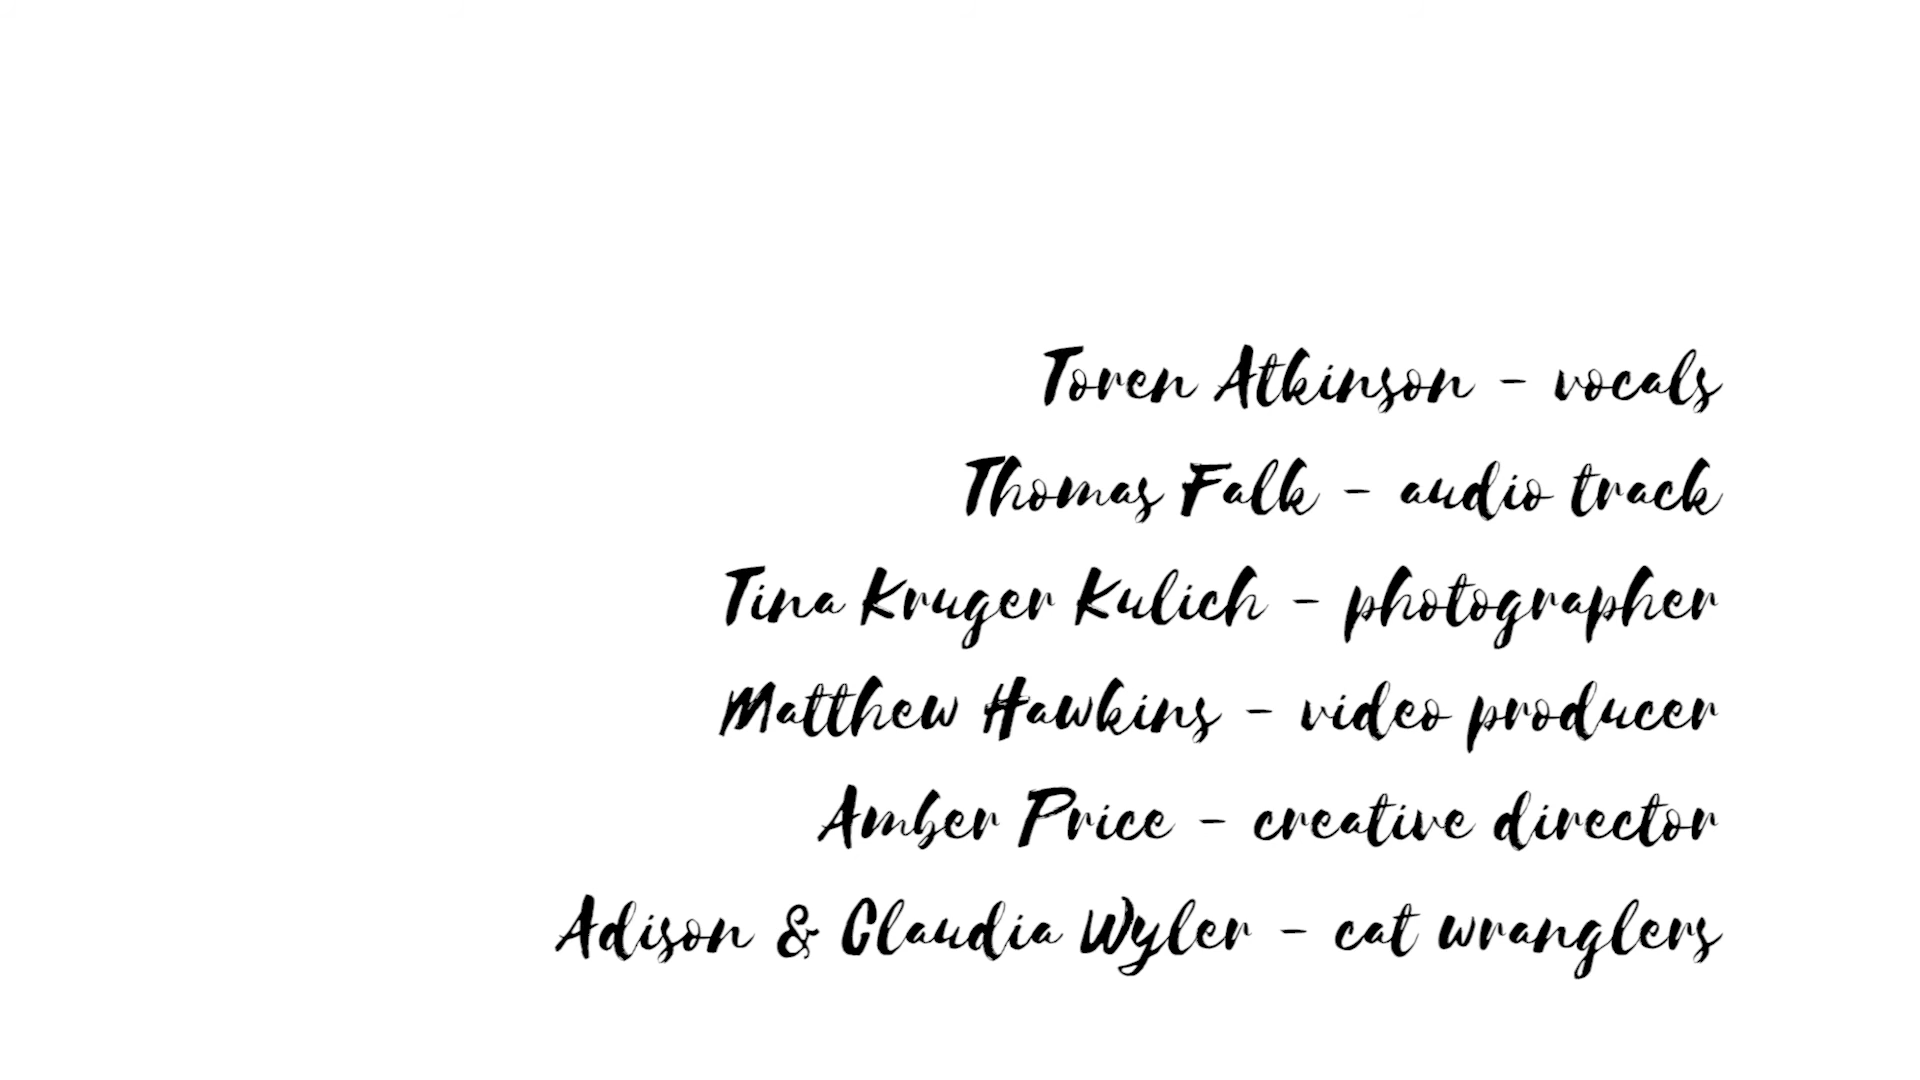 Toren Atkinson - vocals
Thomas Falk - audio track
Tina Kruger Kulich - photographer
Matthew Hawkins - video producer
Amber Price - creative director
Adison & Claudia Wyler - cat wranglers